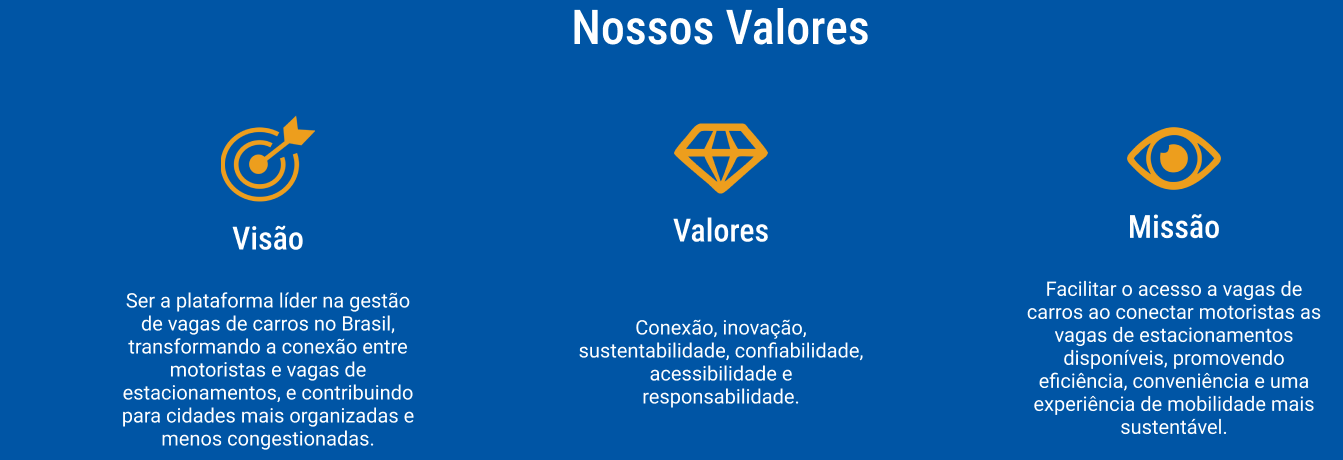 Nossos Valores
Visão
Ser a plataforma líder na gestão
de vagas de carros no Brasil,
transformando a conexão entre
motoristas e vagas de
estacionamentos, e contribuindo
para cidades mais organizadas e
menos congestionadas.
Valores
Conexão, inovação,
sustentabilidade, confiabilidade,
acessibilidade e
responsabilidade.
Missão
Facilitar o acesso a vagas de
carros ao conectar motoristas as
vagas de estacionamentos
disponíveis, promovendo
eficiência, conveniência e uma
experiência de mobilidade mais
sustentável.